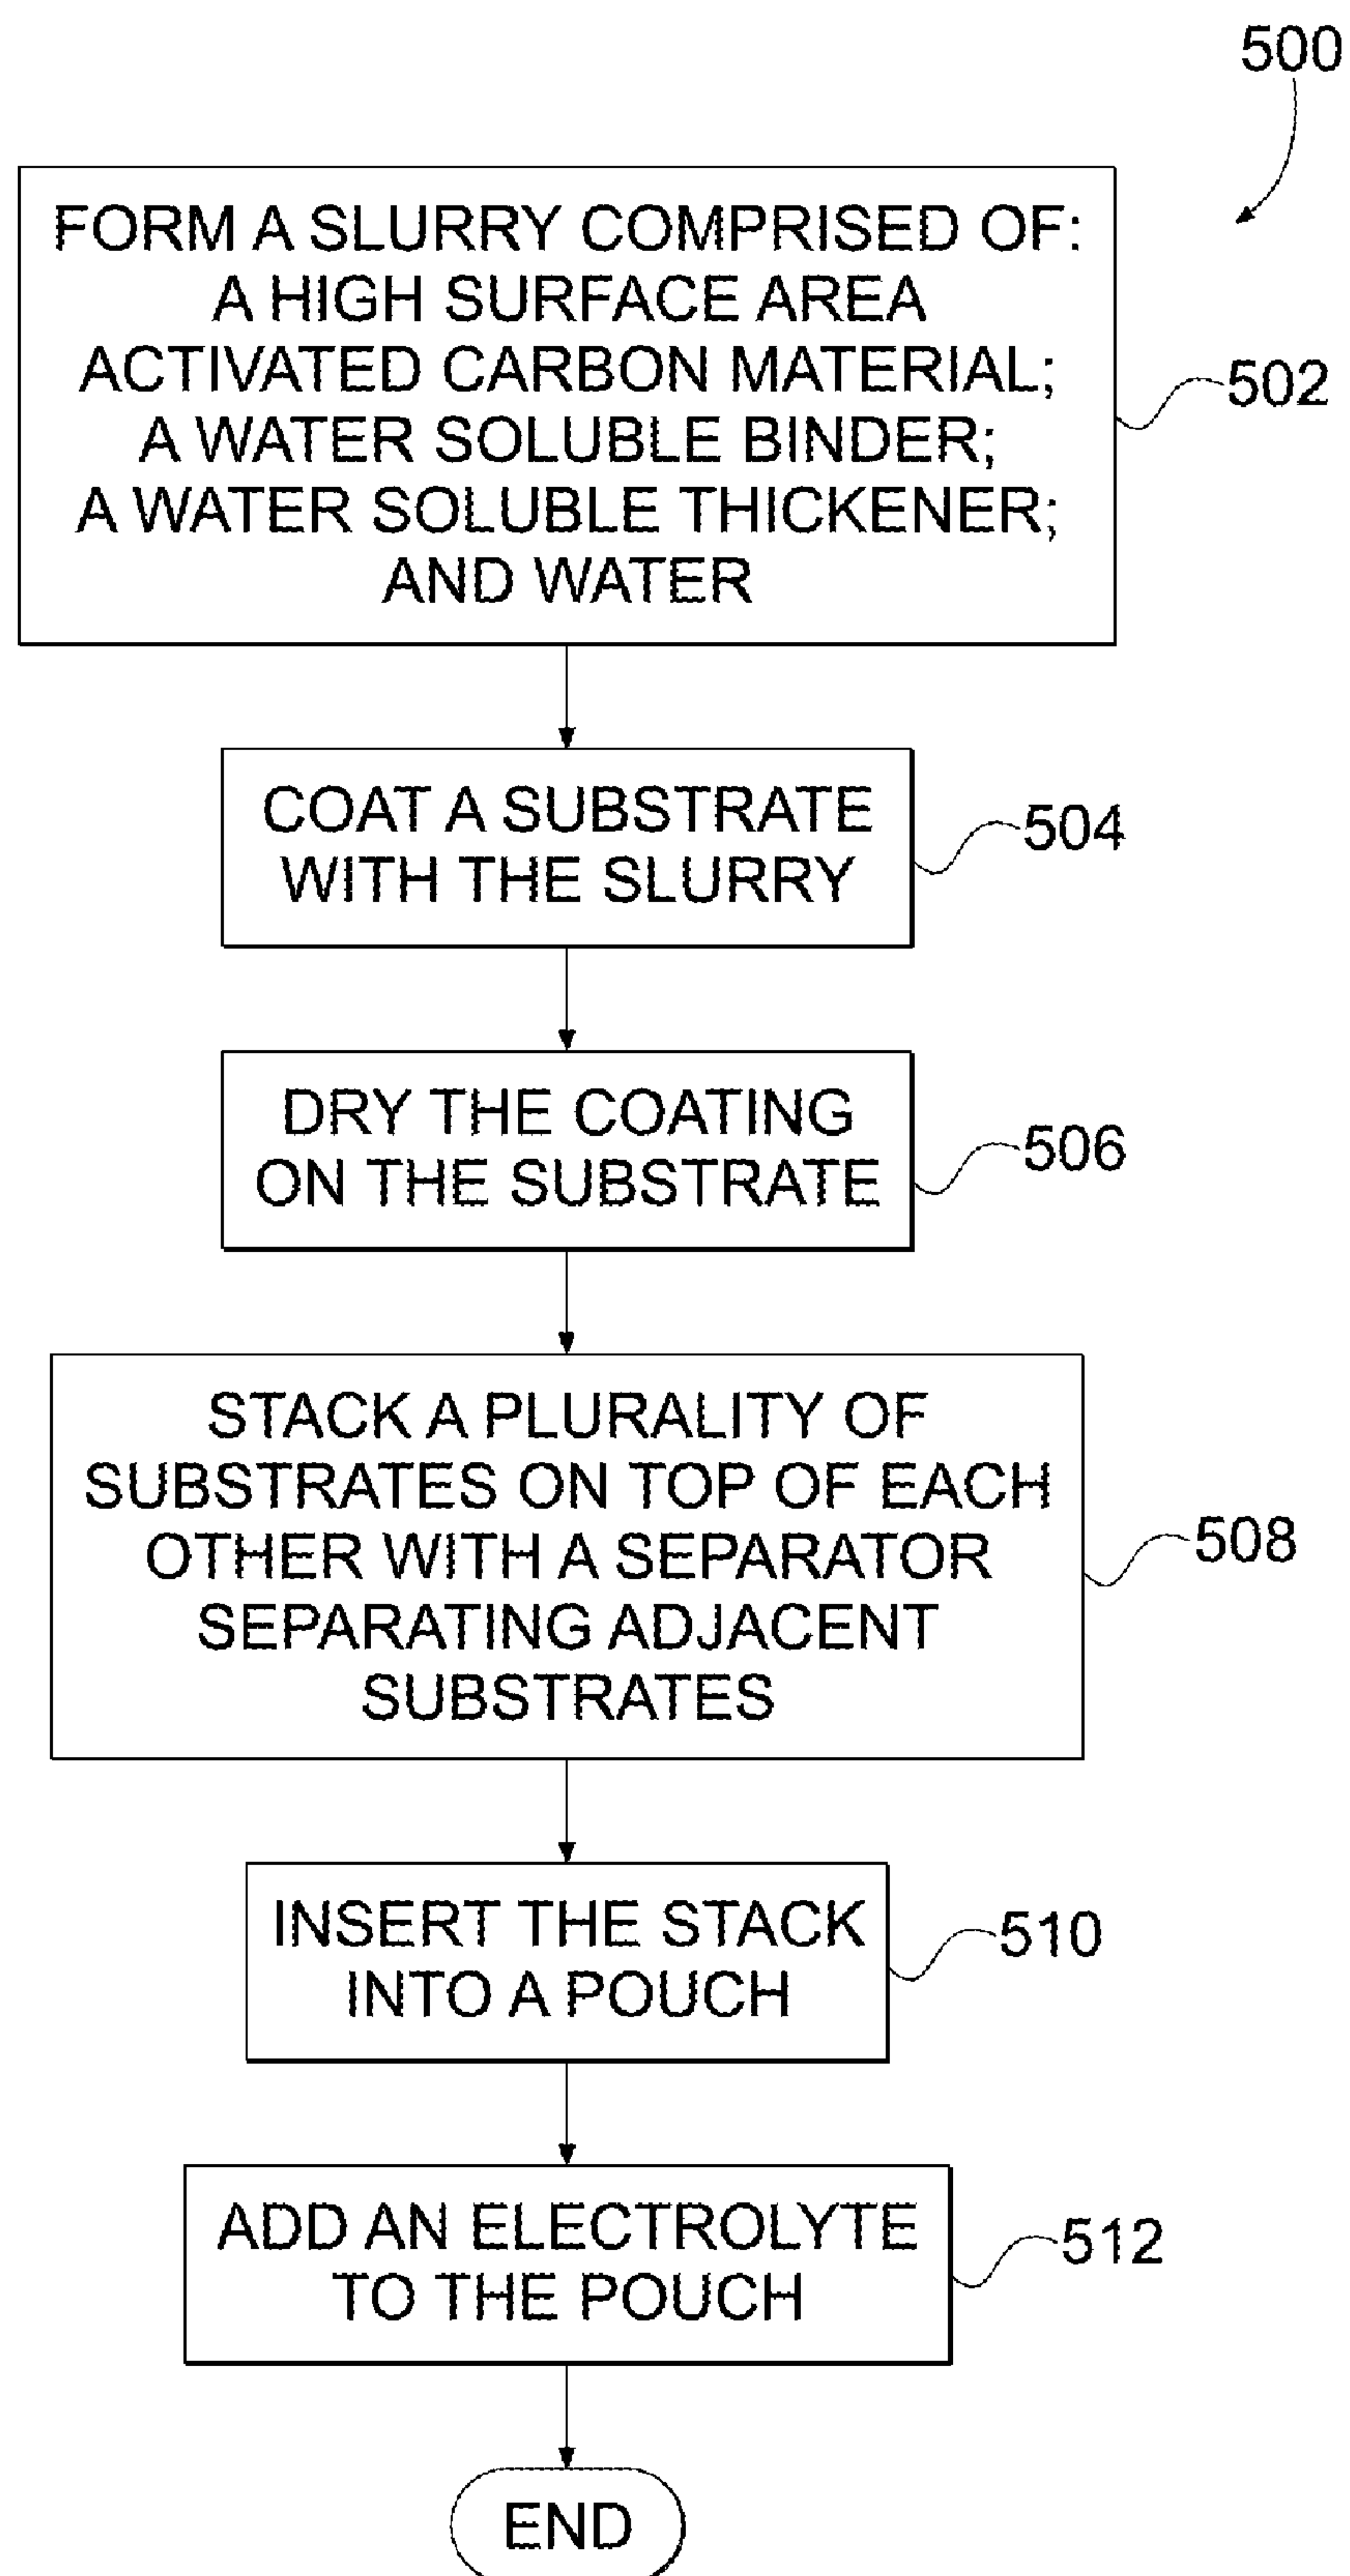 500
FORM A SLURRY COMPRISED OF:
A HIGH SURFACE AREA
ACTIVATED CARBON MATERIAL;
A WATER SOLUBLE BINDER;
A WATER SOLUBLE THICKENER;
AND WATER
502
COAT A SUBSTRATE
WITH THE SLURRY
504
DRY THE COATING
ON THE SUBSTRATE
506
STACK A PLURALITY OF
SUBSTRATES ON TOP OF EACH
OTHER WITH A SEPARATOR
SEPARATING ADJACENT
SUBSTRATES
508
INSERT THE STACK
INTO A POUCH
510
ADD AN ELECTROLYTE
TO THE POUCH
512
END